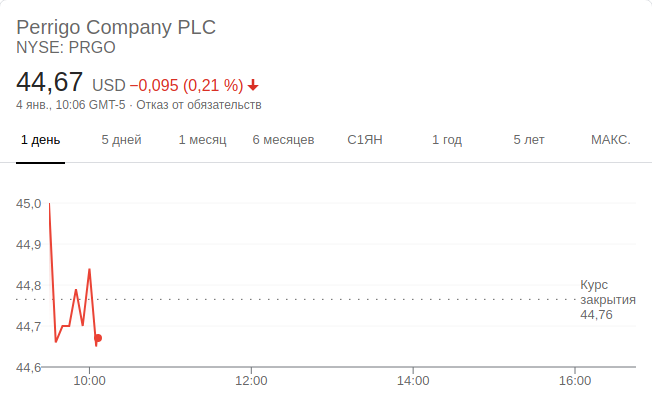 Perrigo Company PLC
NYSE: PRGO
44,67 USD −0,095 (0,21 %)
4 янв., 10:06 GMT-5 · Отказ от обязательств
1 день 5 дней 1 месяц 6 месяцев С1ЯН 1 год 5 лет МАКС.
45,0
44,9
44,8
44,7
44,6
Курс
закрытия
44,76
10:00 12:00 14:00 16:00